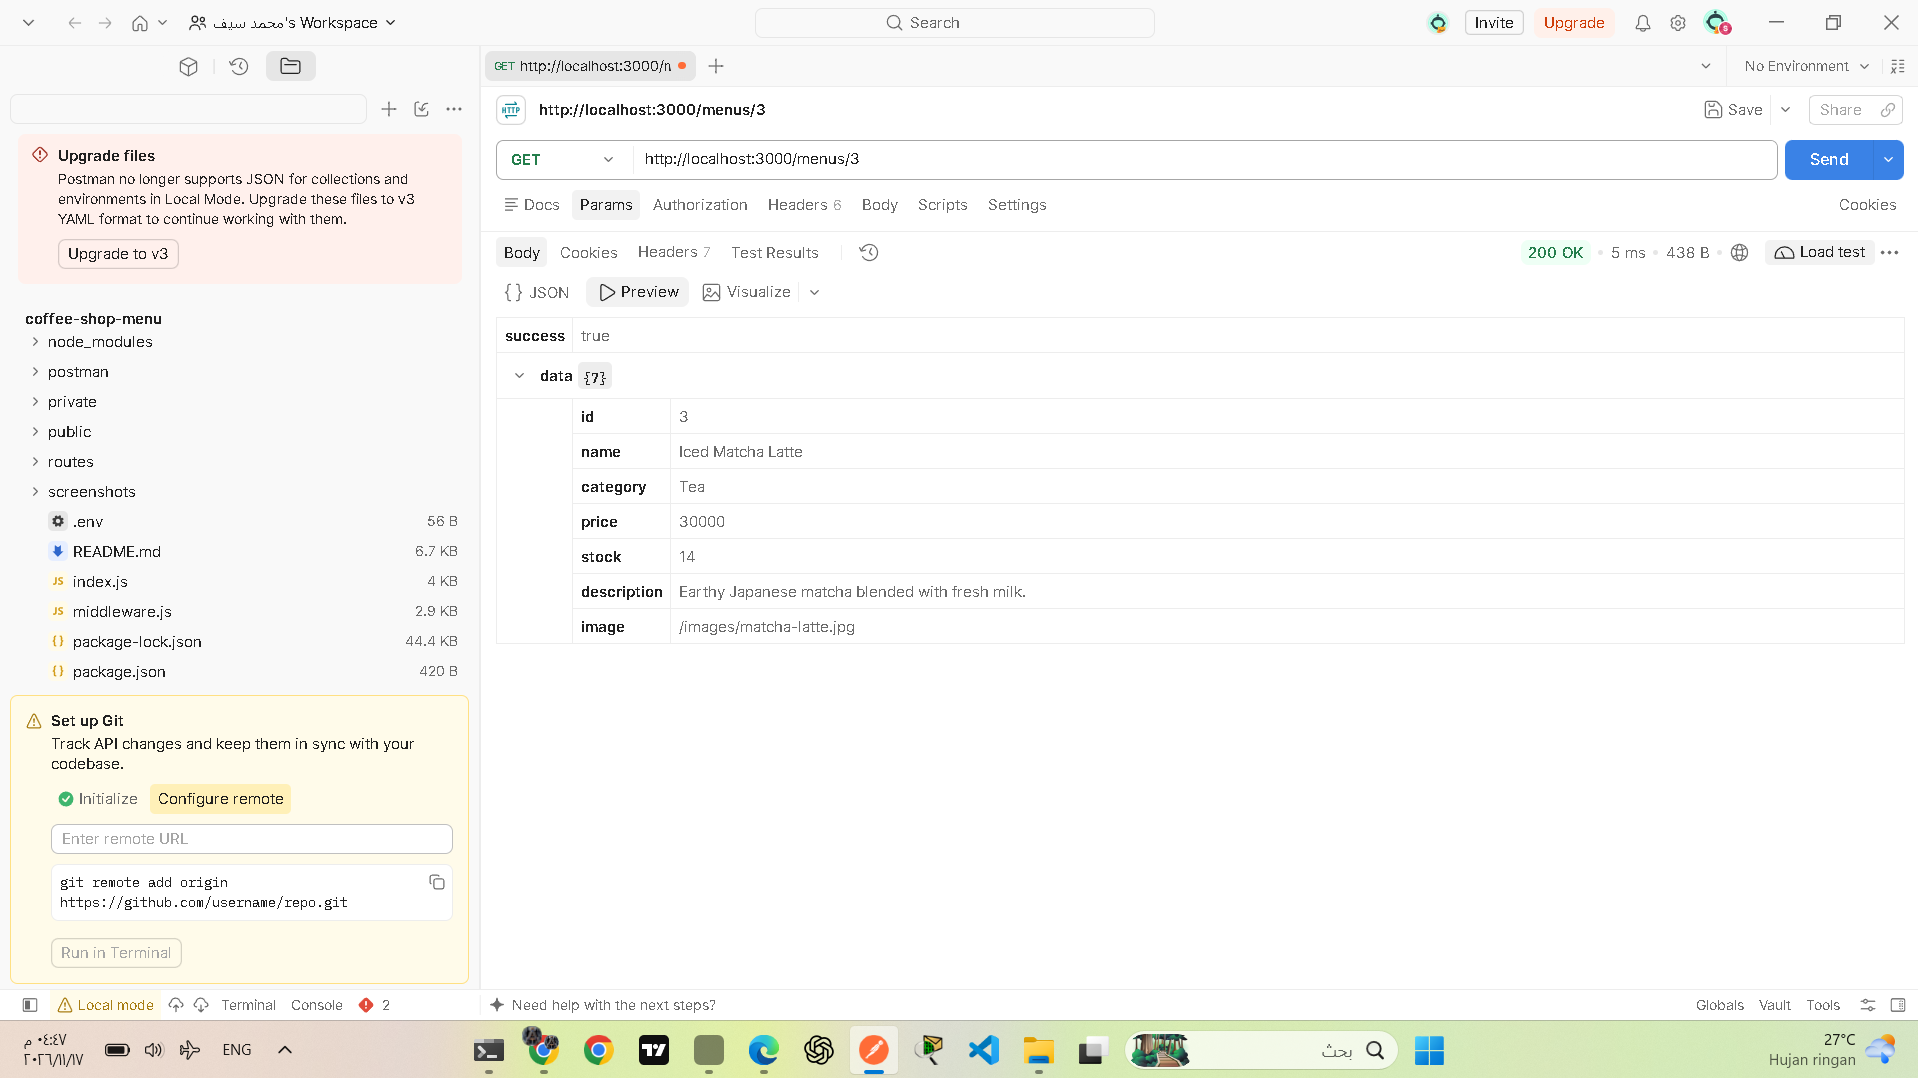 محمد سيف's Workspace
Search
Invite
Upgrade
GET http://localhost:3000/n
No Environment
Upgrade files
Postman no longer supports JSON for collections and
environments in Local Mode. Upgrade these files to v3
YAML format to continue working with them.
Upgrade to v3
coffee-shop-menu
node_modules
postman
private
public
routes
screenshots
.env 56 B
README.md 6.7 KB
JS index.js 4 KB
JS middleware.js 2.9 KB
{} package-lock.json 44.4 KB
{} package.json 420 B
Set up Git
Track API changes and keep them in sync with your
codebase.
Initialize
Configure remote
Enter remote URL
git remote add origin
https://github.com/username/repo.git
Run in Terminal
HTTP http://localhost:3000/menus/3
Save
Share
GET
http://localhost:3000/menus/3
Send
Docs Params Authorization Headers 6 Body Scripts Settings
Cookies
Body Cookies Headers 7 Test Results
200 OK • 5 ms • 438 B •
Load test
{} JSON
Preview
Visualize
success true
data {7}
id 3
name Iced Matcha Latte
category Tea
price 30000
stock 14
description Earthy Japanese matcha blended with fresh milk.
image /images/matcha-latte.jpg
Local mode
Terminal
Console
2
Need help with the next steps?
Globals
Vault
Tools
ENG
بحث
27°C
Hujan ringan